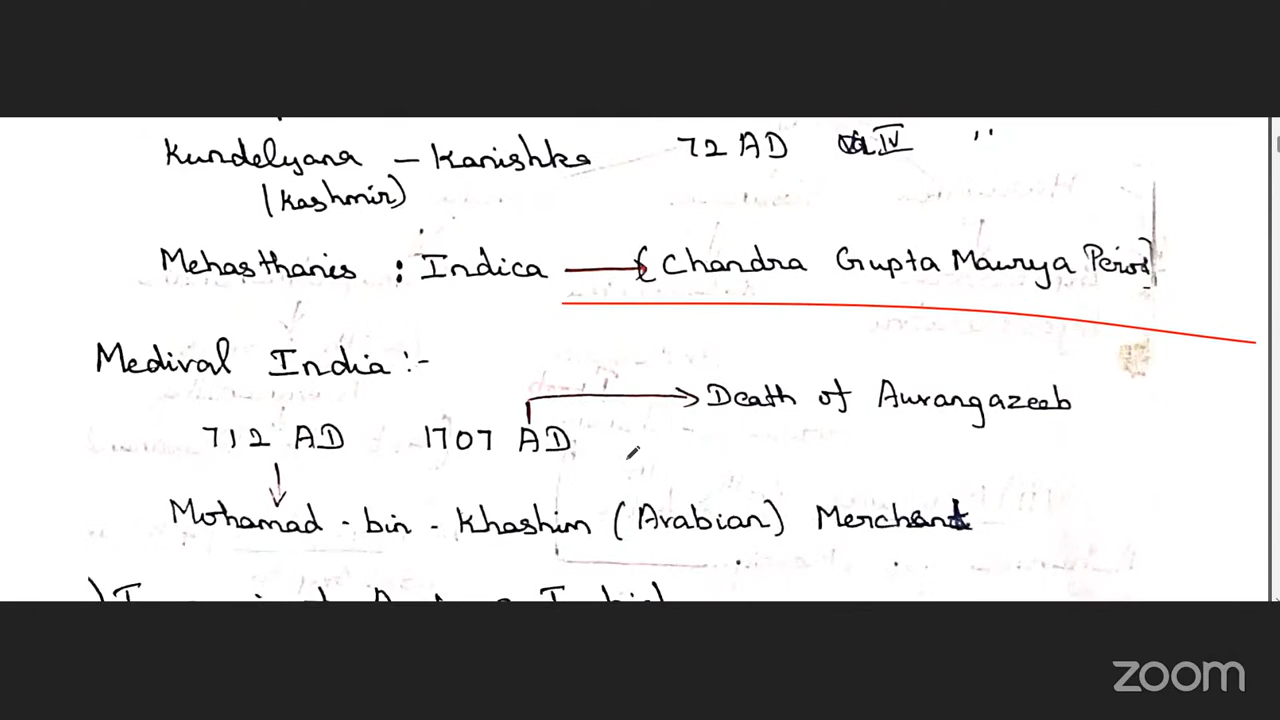 Kundelyana – Kanishka 72 AD IV "
(Kashmir)
Mehasthanis : Indica → [Chandra Gupta Maurya Period]
Medival India :-
→ Death of Aurangazeeb
712 AD 1707 AD
Mohamad - bin - Khashim (Arabian) Merchant
zoom